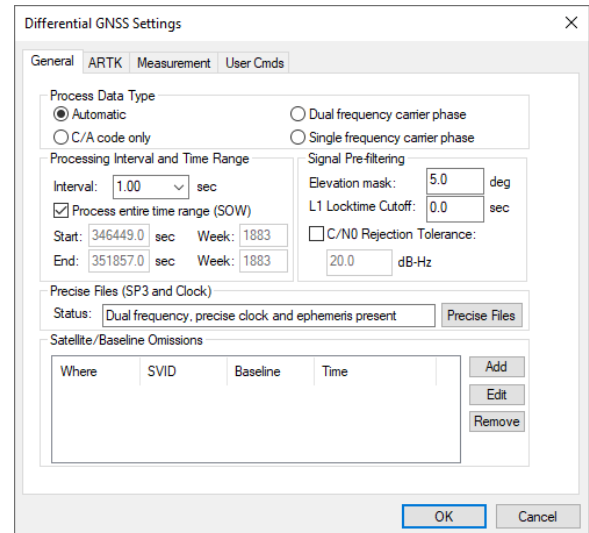 Differential GNSS Settings
General ARTK Measurement User Cmds
Process Data Type
Automatic
Dual frequency carrier phase
C/A code only
Single frequency carrier phase
Processing Interval and Time Range
Interval: 1.00 sec
Process entire time range (SOW)
Start: 346449.0 sec Week: 1883
End: 351857.0 sec Week: 1883
Signal Pre-filtering
Elevation mask: 5.0 deg
L1 Locktime Cutoff: 0.0 sec
C/N0 Rejection Tolerance:
20.0 dB-Hz
Precise Files (SP3 and Clock)
Status: Dual frequency, precise clock and ephemeris present Precise Files
Satellite/Baseline Omissions
Where SVID Baseline Time
Add
Edit
Remove
OK Cancel